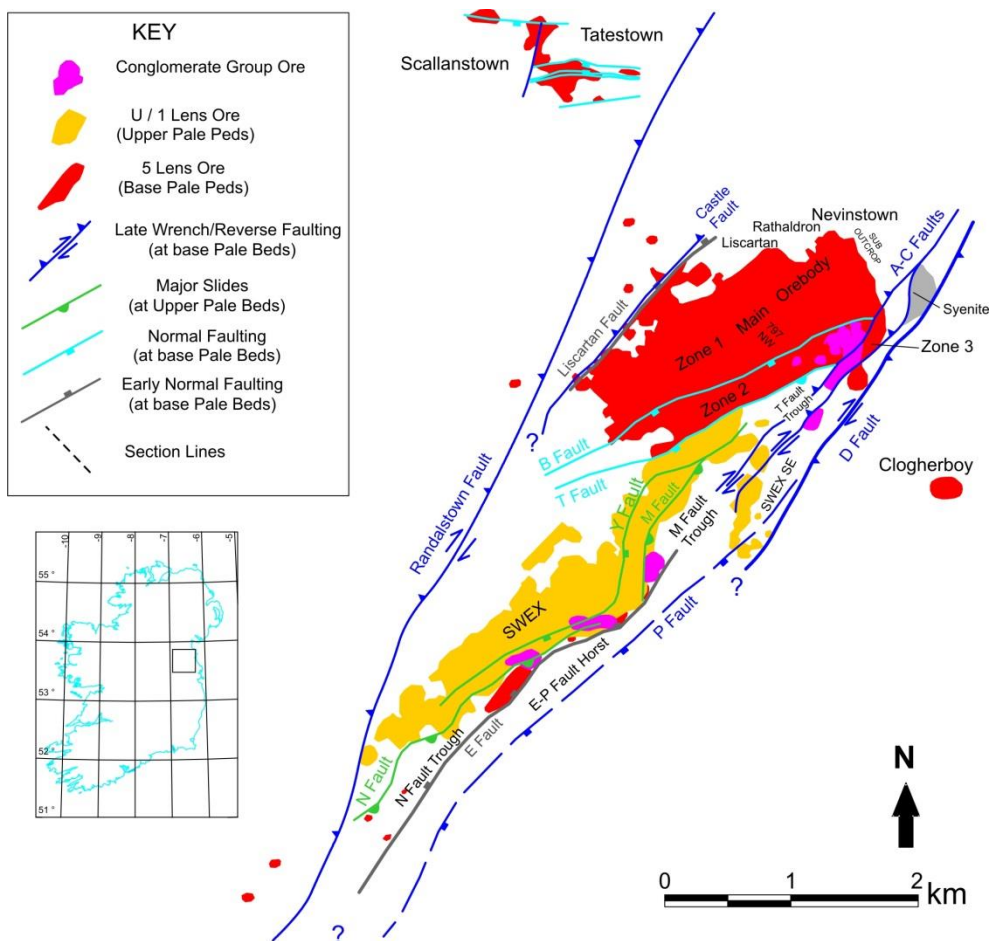 KEY
Conglomerate Group Ore
U / 1 Lens Ore
(Upper Pale Peds)
5 Lens Ore
(Base Pale Peds)
Late Wrench/Reverse Faulting
(at base Pale Beds)
Major Slides
(at Upper Pale Beds)
Normal Faulting
(at base Pale Beds)
Early Normal Faulting
(at base Pale Beds)
Section Lines
Tatestown
Scallanstown
Castle
Fault
Liscartan
Rathaldron
Nevinstown
SUB
OUTCROP
A-C Faults
Syenite
Liscartan Fault
Main Orebody
Zone 1
797
NW
Zone 2
Zone 3
T Fault
Trough
D Fault
?
B Fault
T Fault
Clogherboy
Randalstown Fault
Y Fault
M Fault
M Fault
Trough
SWEX SE
?
SWEX
P Fault
E-P Fault Horst
E Fault
N Fault Trough
N Fault
?
?
-10
-9
-8
-7
-6
-5
55 °
54
53
52 °
51 °
N
0
1
2
km